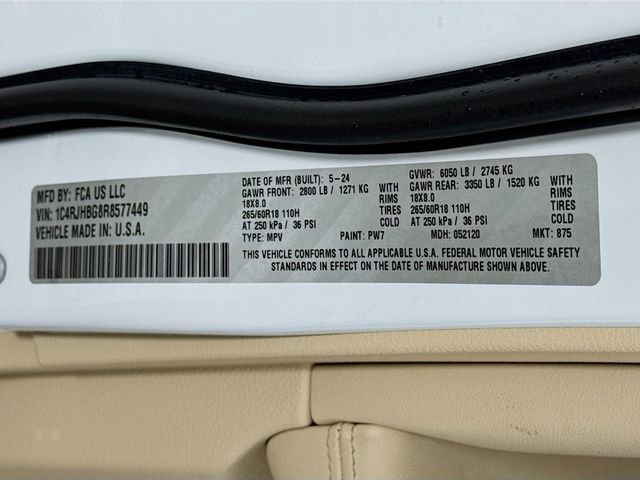 MFD BY: FCA US LLC
VIN: 1C4RJHBG8R8577449
VEHICLE MADE IN U.S.A.
DATE OF MFR (BUILT): 5-24 GVWR: 6050 LB / 2745 KG
GAWR FRONT: 2800 LB / 1271 KG GAWR REAR: 3350 LB / 1520 KG
18X8.0 RIMS 18X8.0 RIMS
265/60R18 110H TIRES 265/60R18 110H TIRES
AT 250 kPa / 36 PSI COLD AT 250 kPa / 36 PSI COLD
TYPE: MPV PAINT: PW7 MDH: 052120 MKT: 875
THIS VEHICLE CONFORMS TO ALL APPLICABLE U.S.A. FEDERAL MOTOR VEHICLE SAFETY
STANDARDS IN EFFECT ON THE DATE OF MANUFACTURE SHOWN ABOVE.